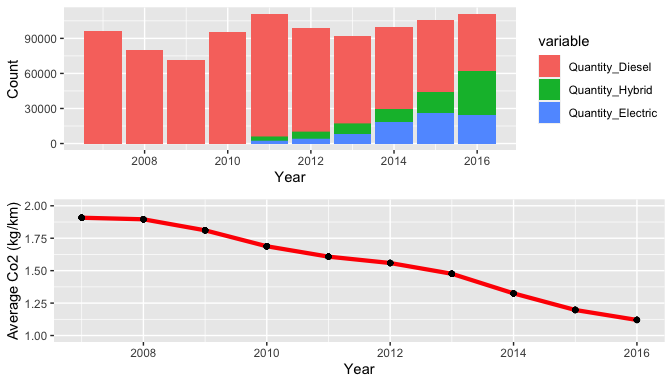 Count
90000
60000
30000
0
2008
2010
2012
2014
2016
Year
variable
Quantity_Diesel
Quantity_Hybrid
Quantity_Electric
Average Co2 (kg/km)
2.00
1.75
1.50
1.25
1.00
2008
2010
2012
2014
2016
Year